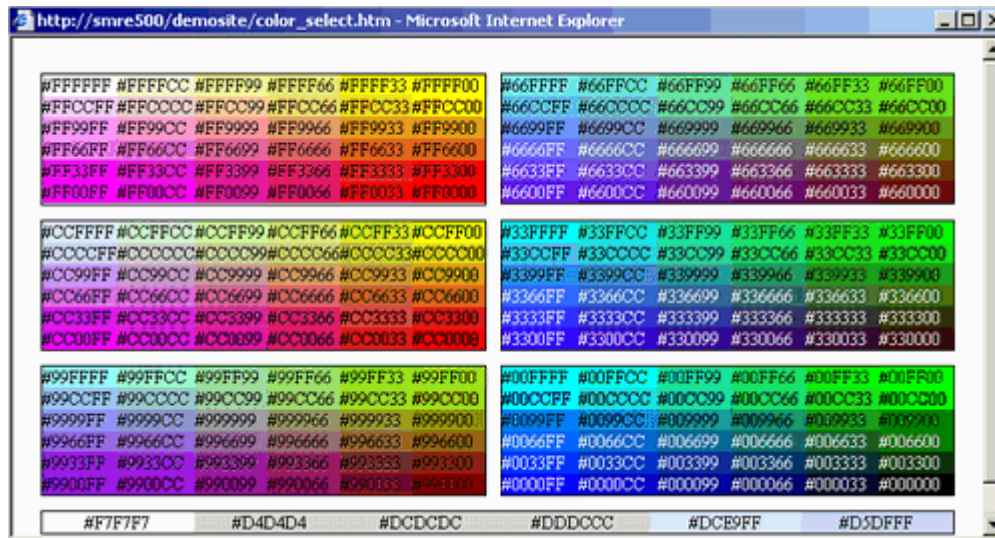 http://smre500/demosite/color_select.htm - Microsoft Internet Explorer
#FFFFFF #FFFFCC #FFFF99 #FFFF66 #FFFF33 #FFFF00
#FFCCFF #FFCCCC #FFCC99 #FFCC66 #FFCC33 #FFCC00
#FF99FF #FF99CC #FF9999 #FF9966 #FF9933 #FF9900
#FF66FF #FF66CC #FF6699 #FF6666 #FF6633 #FF6600
#FF33FF #FF33CC #FF3399 #FF3366 #FF3333 #FF3300
#FF00FF #FF00CC #FF0099 #FF0066 #FF0033 #FF0000
#66FFFF #66FFCC #66FF99 #66FF66 #66FF33 #66FF00
#66CCFF #66CCCC #66CC99 #66CC66 #66CC33 #66CC00
#6699FF #6699CC #669999 #669966 #669933 #669900
#6666FF #6666CC #666699 #666666 #666633 #666600
#6633FF #6633CC #663399 #663366 #663333 #663300
#6600FF #6600CC #660099 #660066 #660033 #660000
#CCFFFF #CCFFCC #CCFF99 #CCFF66 #CCFF33 #CCFF00
#CCCCFF #CCCCCC #CCCC99 #CCCC66 #CCCC33 #CCCC00
#CC99FF #CC99CC #CC9999 #CC9966 #CC9933 #CC9900
#CC66FF #CC66CC #CC6699 #CC6666 #CC6633 #CC6600
#CC33FF #CC33CC #CC3399 #CC3366 #CC3333 #CC3300
#CC00FF #CC00CC #CC0099 #CC0066 #CC0033 #CC0000
#33FFFF #33FFCC #33FF99 #33FF66 #33FF33 #33FF00
#33CCFF #33CCCC #33CC99 #33CC66 #33CC33 #33CC00
#3399FF #3399CC #339999 #339966 #339933 #339900
#3366FF #3366CC #336699 #336666 #336633 #336600
#3333FF #3333CC #333399 #333366 #333333 #333300
#3300FF #3300CC #330099 #330066 #330033 #330000
#99FFFF #99FFCC #99FF99 #99FF66 #99FF33 #99FF00
#99CCFF #99CCCC #99CC99 #99CC66 #99CC33 #99CC00
#9999FF #9999CC #999999 #999966 #999933 #999900
#9966FF #9966CC #996699 #996666 #996633 #996600
#9933FF #9933CC #993399 #993366 #993333 #993300
#9900FF #9900CC #990099 #990066 #990033 #990000
#00FFFF #00FFCC #00FF99 #00FF66 #00FF33 #00FF00
#00CCFF #00CCCC #00CC99 #00CC66 #00CC33 #00CC00
#0099FF #0099CC #009999 #009966 #009933 #009900
#0066FF #0066CC #006699 #006666 #006633 #006600
#0033FF #0033CC #003399 #003366 #003333 #003300
#0000FF #0000CC #000099 #000066 #000033 #000000
#F7F7F7 #D4D4D4 #DCDCDC #DDDCCC #DCE9FF #D5DFFF